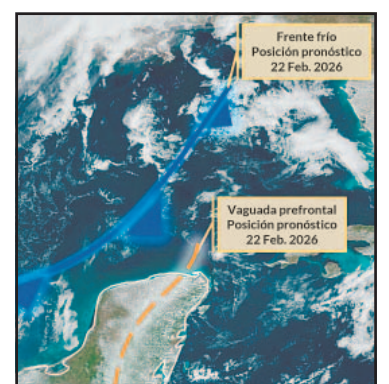 Frente frío
Posición pronóstico
22 Feb. 2026
Vaguada prefrontal
Posición pronóstico
22 Feb. 2026